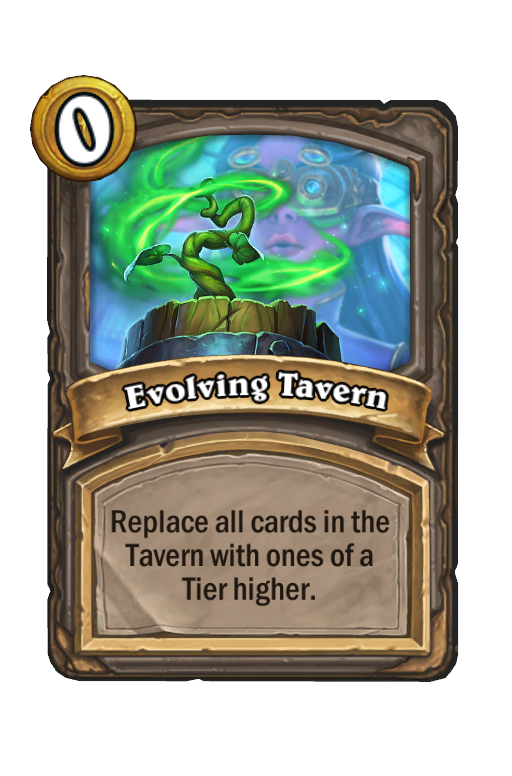 0
Evolving Tavern
Replace all cards in the
Tavern with ones of a
Tier higher.